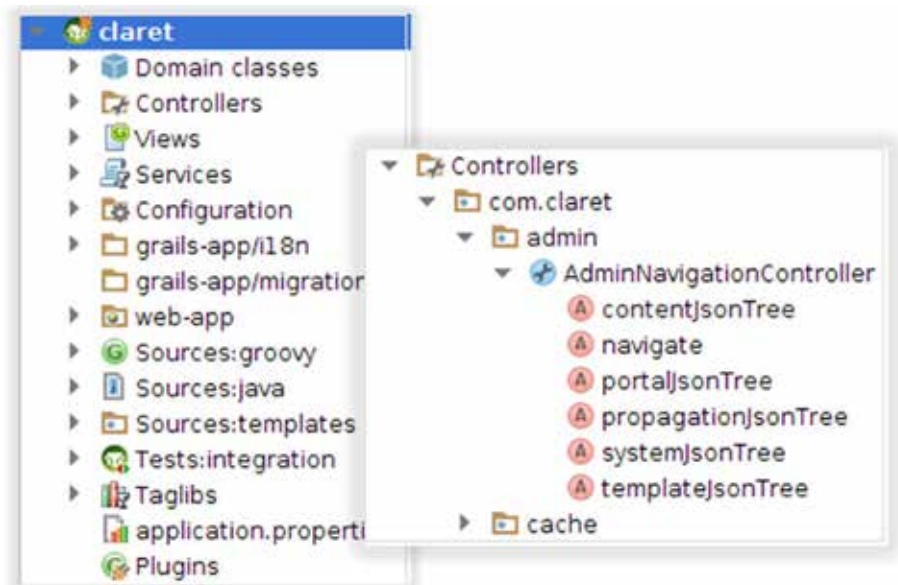 claret
Domain classes
Controllers
Views
Services
Configuration
grails-app/i18n
grails-app/migration
web-app
Sources:groovy
Sources:java
Sources:templates
Tests:integration
Taglibs
application.properti
Plugins
Controllers
com.claret
admin
AdminNavigationController
A contentJsonTree
A navigate
A portalJsonTree
A propagationJsonTree
A systemJsonTree
A templateJsonTree
cache